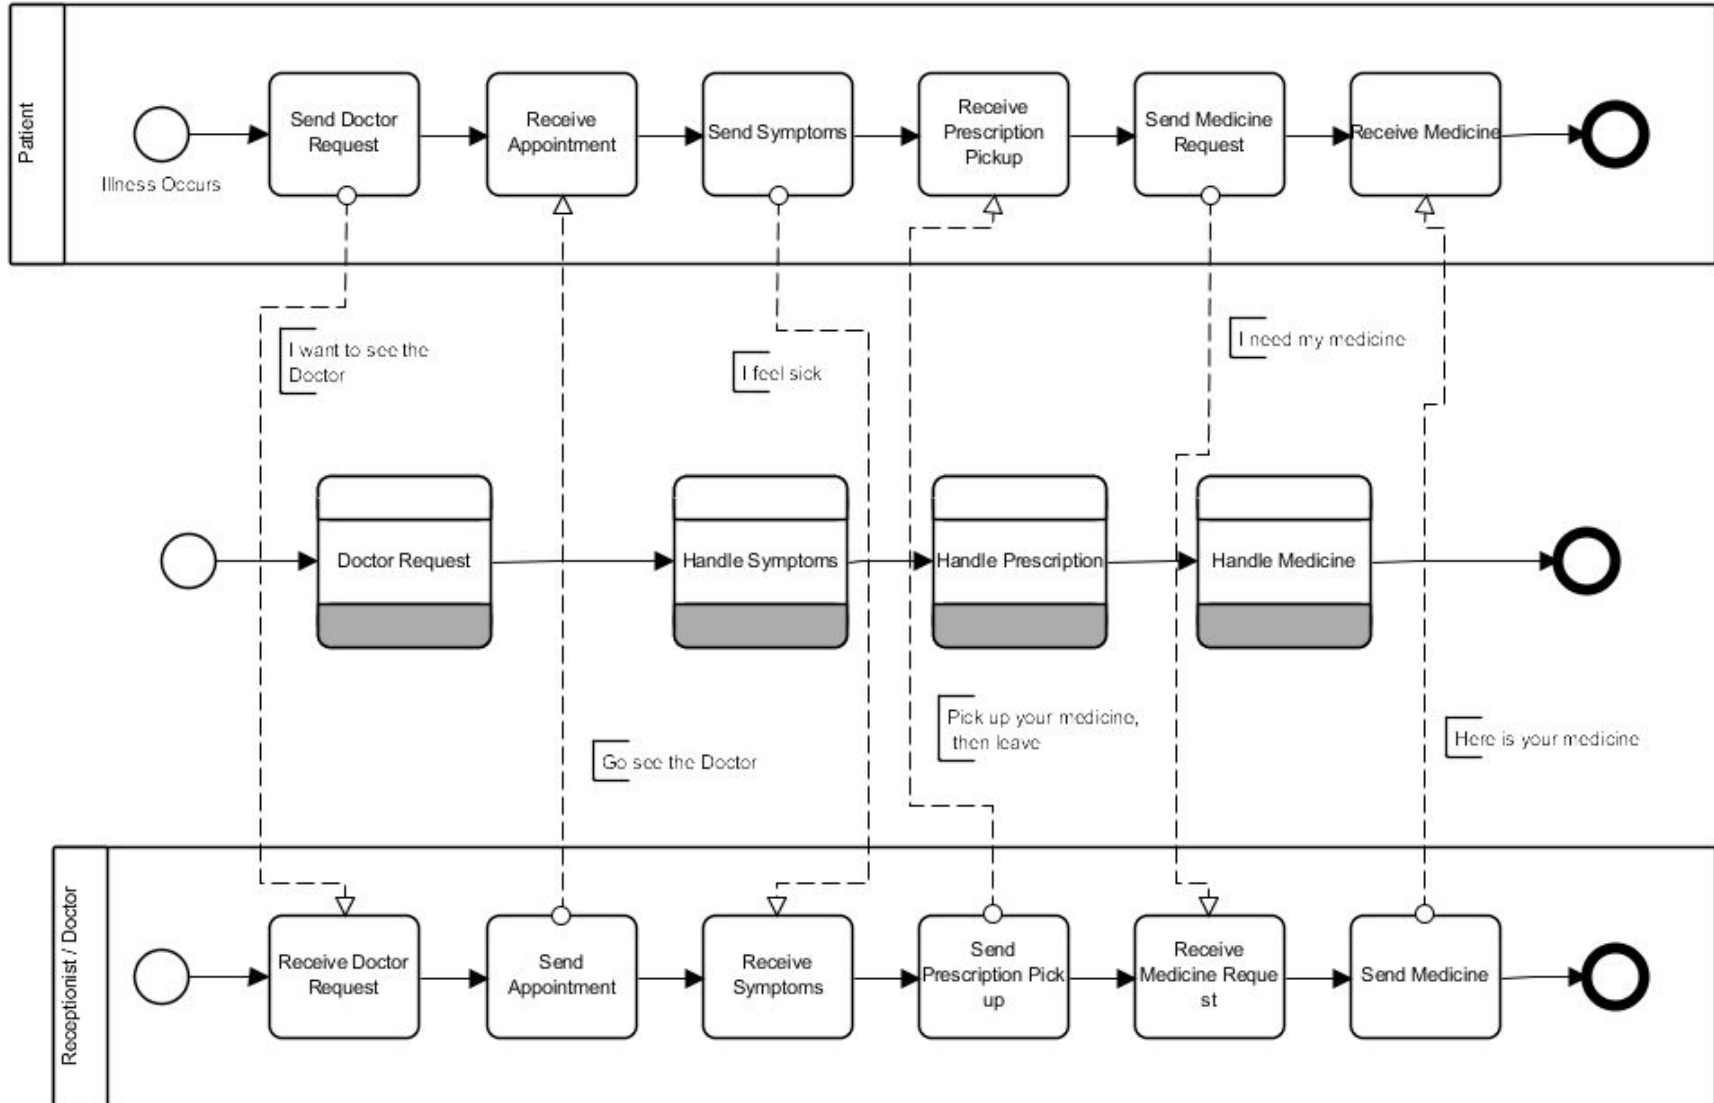 Patient
Send Doctor
Request
Receive
Appointment
Send Symptoms
Receive
Prescription
Pickup
Send Medicine
Request
Receive Medicine
Illness Occurs
I want to see the
Doctor
I feel sick
I need my medicine
Doctor Request
Handle Symptoms
Handle Prescription
Handle Medicine
Go see the Doctor
Pick up your medicine,
then leave
Here is your medicine
Receptionist / Doctor
Receive Doctor
Request
Send
Appointment
Receive
Symptoms
Send
Prescription Pick
up
Receive
Medicine Reque
st
Send Medicine